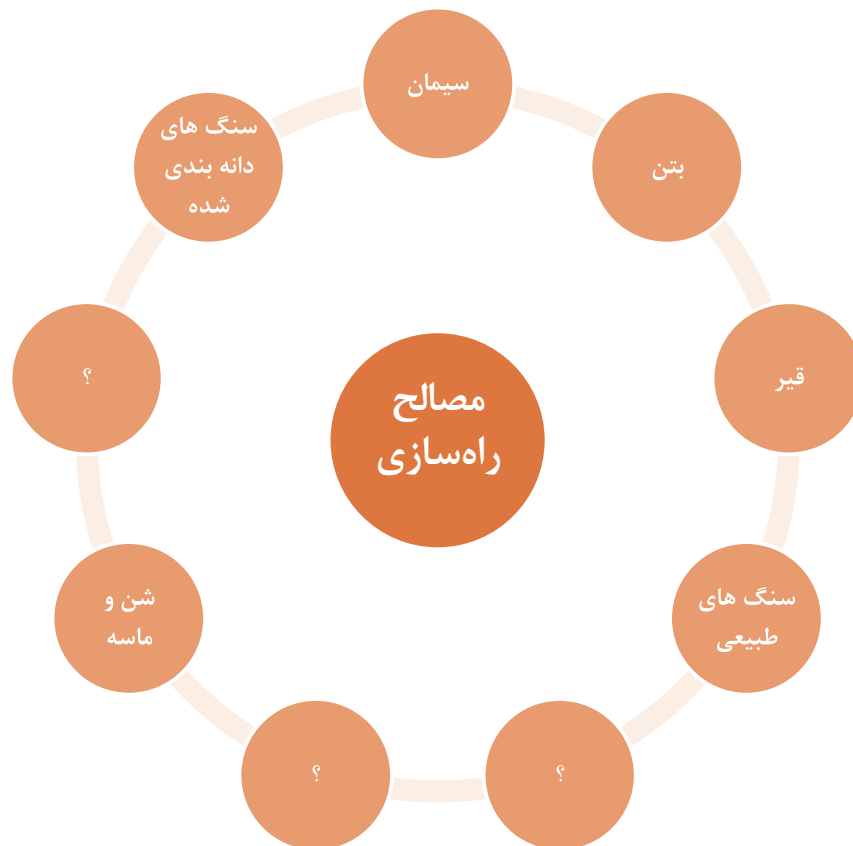 سیمان
بتن
قیر
سنگ های
طبیعی
؟
؟
شن و
ماسه
؟
سنگ های
دانه بندی
شده
مصالح
راه‌سازی